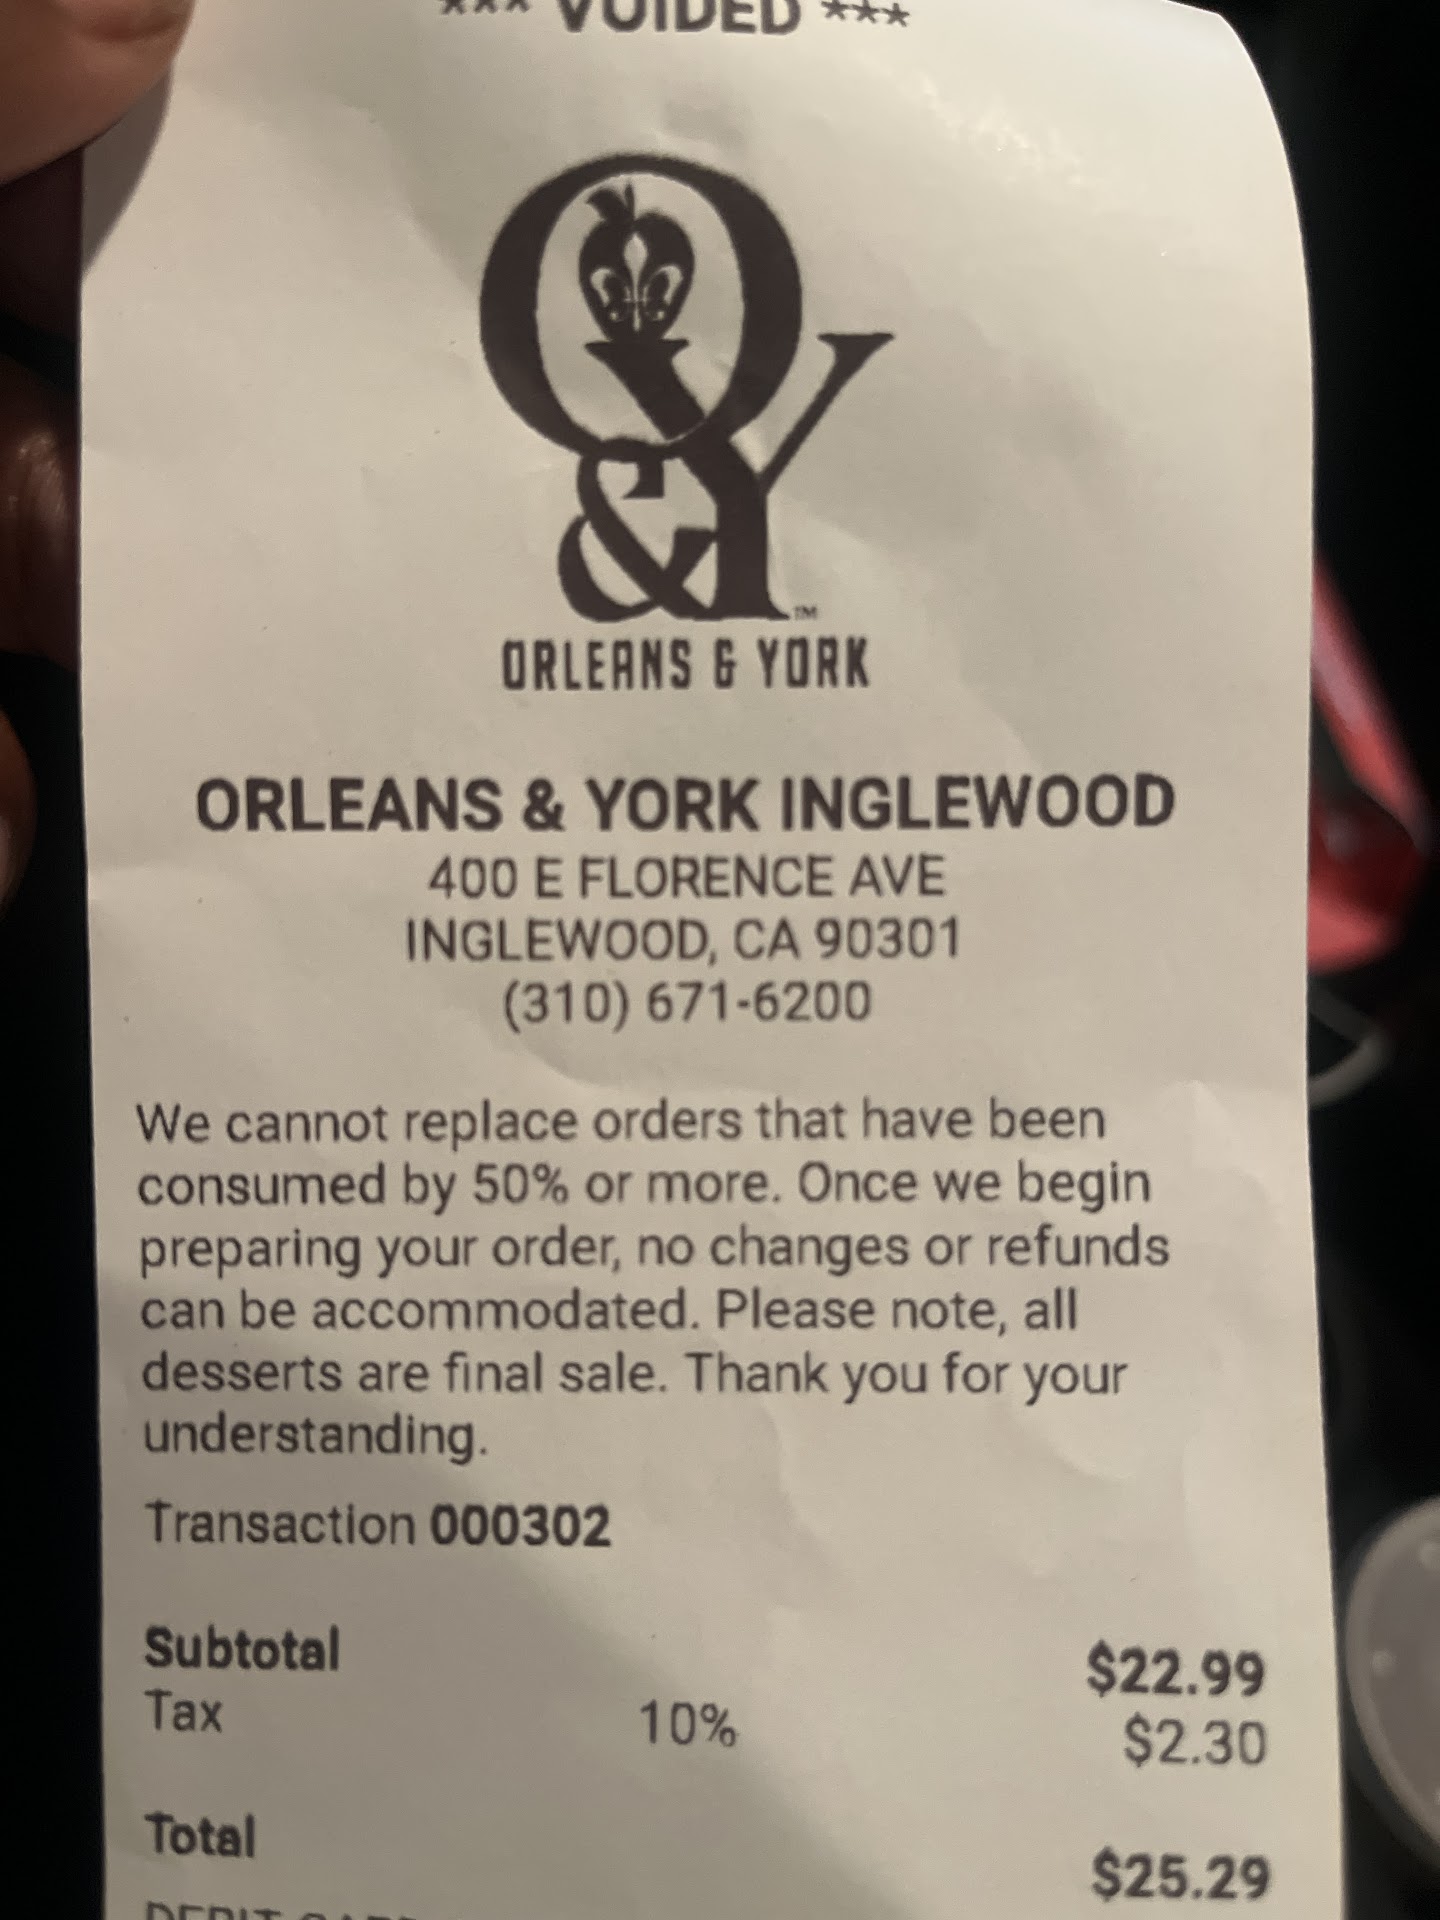 *** VOIDED ***
O&Y™
ORLEANS & YORK
ORLEANS & YORK INGLEWOOD
400 E FLORENCE AVE
INGLEWOOD, CA 90301
(310) 671-6200
We cannot replace orders that have been
consumed by 50% or more. Once we begin
preparing your order, no changes or refunds
can be accommodated. Please note, all
desserts are final sale. Thank you for your
understanding.
Transaction 000302
Subtotal $22.99
Tax 10% $2.30
Total $25.29
DEBIT CARD